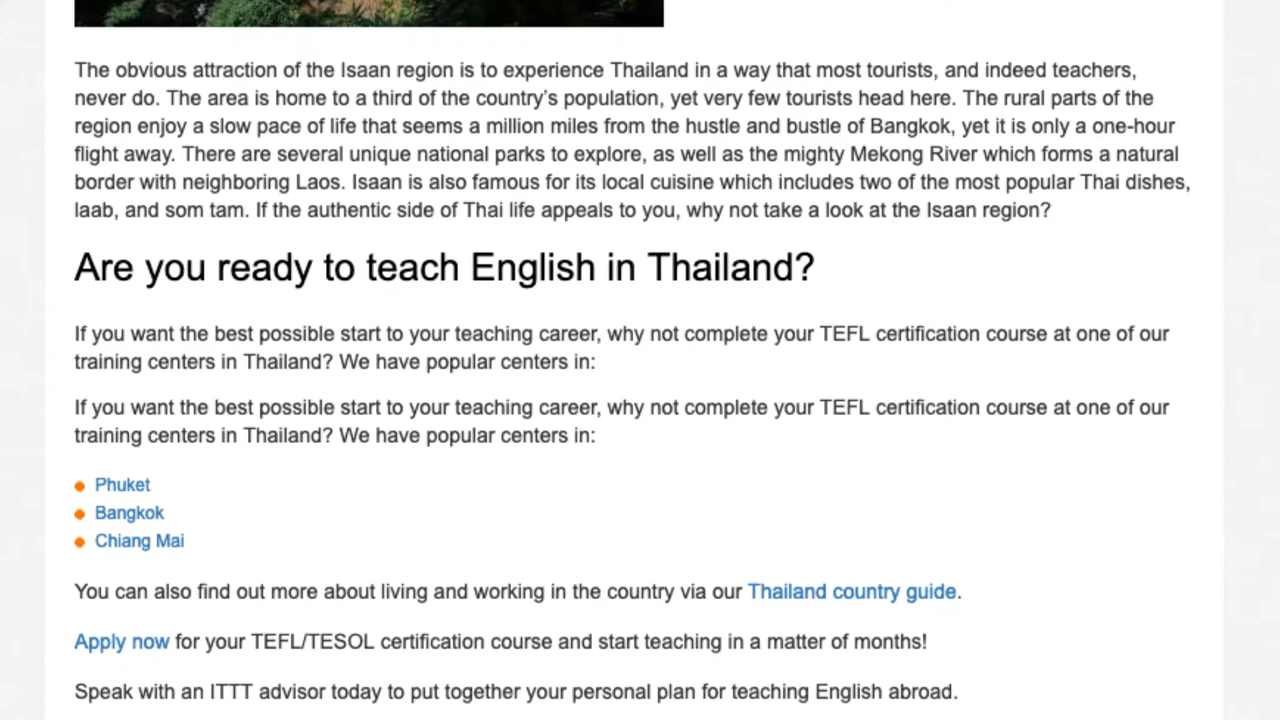 The obvious attraction of the Isaan region is to experience Thailand in a way that most tourists, and indeed teachers,
never do. The area is home to a third of the country's population, yet very few tourists head here. The rural parts of the
region enjoy a slow pace of life that seems a million miles from the hustle and bustle of Bangkok, yet it is only a one-hour
flight away. There are several unique national parks to explore, as well as the mighty Mekong River which forms a natural
border with neighboring Laos. Isaan is also famous for its local cuisine which includes two of the most popular Thai dishes,
laab, and som tam. If the authentic side of Thai life appeals to you, why not take a look at the Isaan region?
Are you ready to teach English in Thailand?
If you want the best possible start to your teaching career, why not complete your TEFL certification course at one of our
training centers in Thailand? We have popular centers in:
If you want the best possible start to your teaching career, why not complete your TEFL certification course at one of our
training centers in Thailand? We have popular centers in:
Phuket
Bangkok
Chiang Mai
You can also find out more about living and working in the country via our Thailand country guide.
Apply now for your TEFL/TESOL certification course and start teaching in a matter of months!
Speak with an ITTT advisor today to put together your personal plan for teaching English abroad.